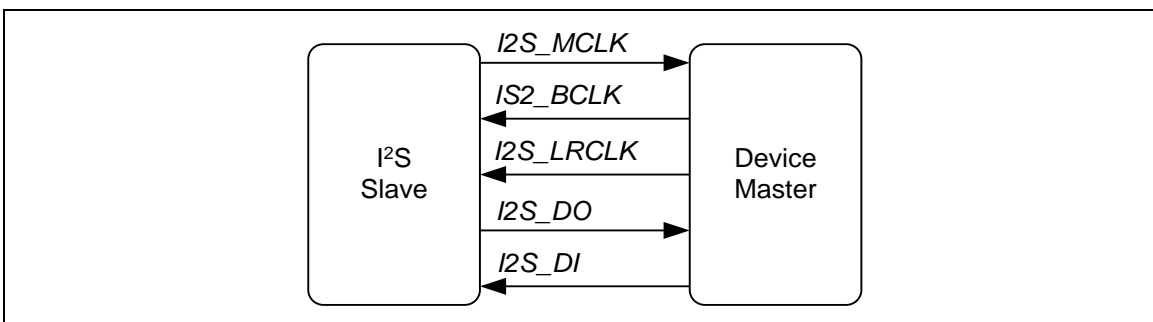 I2S_MCLK
IS2_BCLK
I2S_LRCLK
I2S_DO
I2S_DI
I²S
Slave
Device
Master